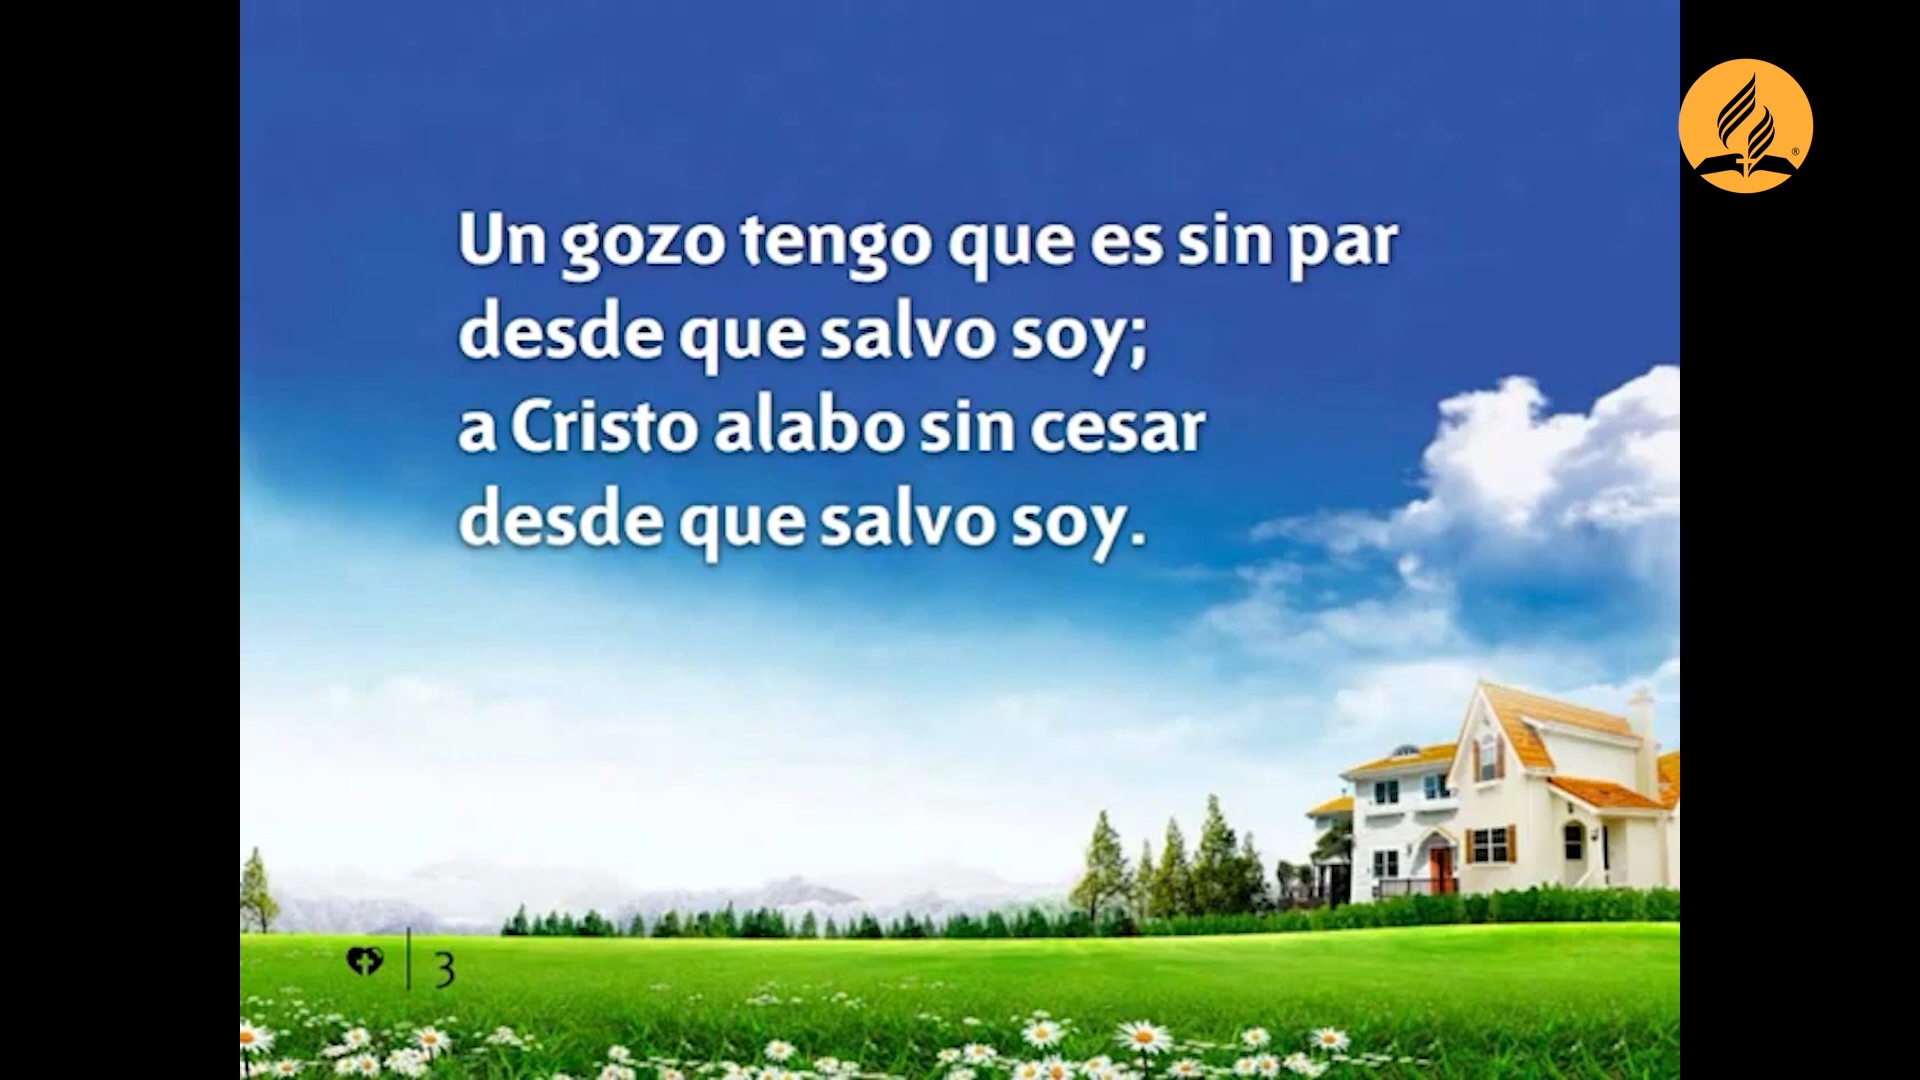 Un gozo tengo que es sin par
desde que salvo soy;
a Cristo alabo sin cesar
desde que salvo soy.
3
®